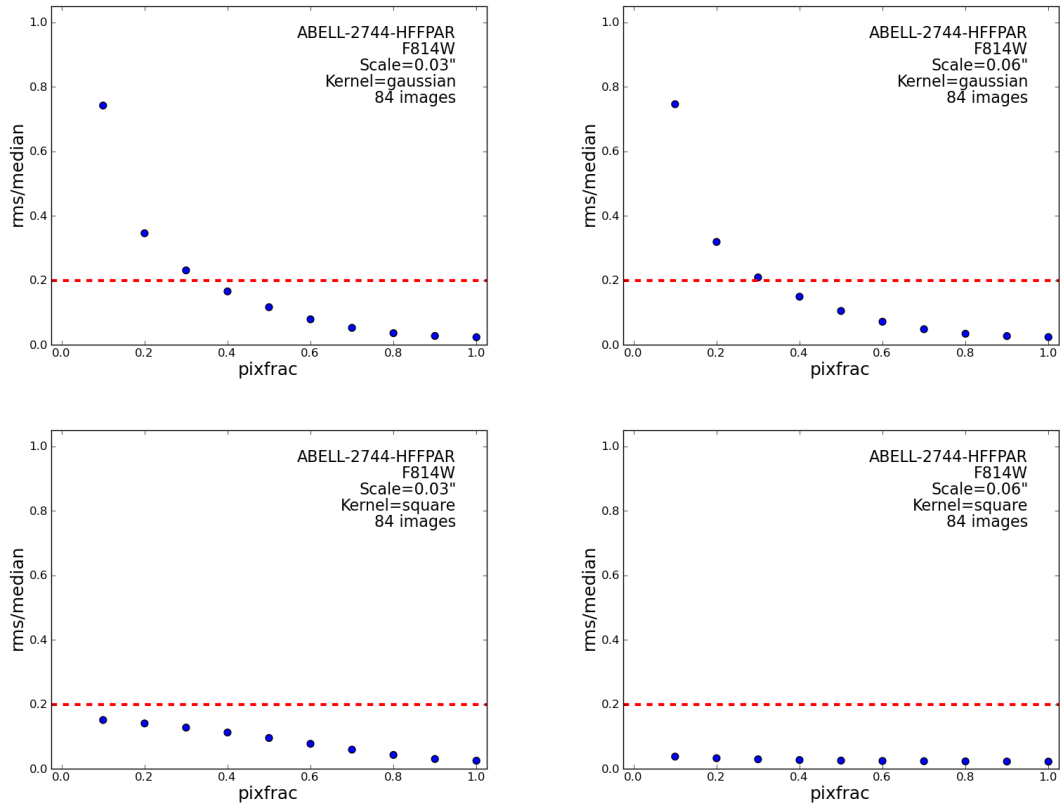 1.0
0.8
0.6
0.4
0.2
0.0
rms/median
ABELL-2744-HFFPAR
F814W
Scale=0.03"
Kernel=gaussian
84 images
0.0 0.2 0.4 0.6 0.8 1.0
pixfrac
1.0
0.8
0.6
0.4
0.2
0.0
rms/median
ABELL-2744-HFFPAR
F814W
Scale=0.06"
Kernel=gaussian
84 images
0.0 0.2 0.4 0.6 0.8 1.0
pixfrac
1.0
0.8
0.6
0.4
0.2
0.0
rms/median
ABELL-2744-HFFPAR
F814W
Scale=0.03"
Kernel=square
84 images
0.0 0.2 0.4 0.6 0.8 1.0
pixfrac
1.0
0.8
0.6
0.4
0.2
0.0
rms/median
ABELL-2744-HFFPAR
F814W
Scale=0.06"
Kernel=square
84 images
0.0 0.2 0.4 0.6 0.8 1.0
pixfrac